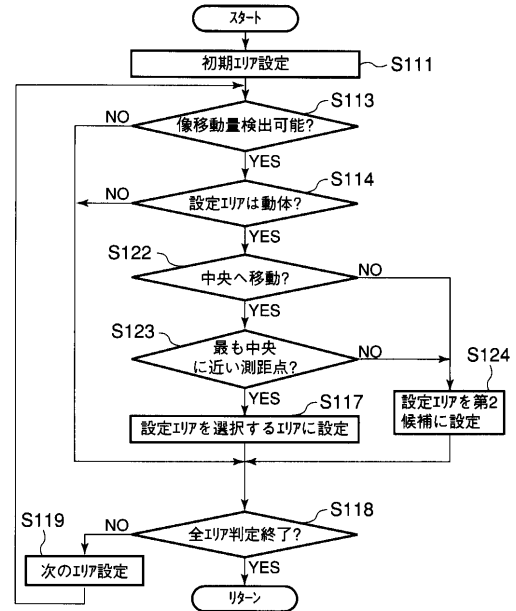 スタート
初期エリア設定
S111
S113
NO
像移動量検出可能?
YES
S114
NO
設定エリアは動体?
YES
S122
中央へ移動?
NO
YES
S123
最も中央
に近い測距点?
NO
YES
S124
設定エリアを第2
候補に設定
S117
設定エリアを選択するエリアに設定
S118
NO
全エリア判定終了?
YES
S119
次のエリア設定
リターン